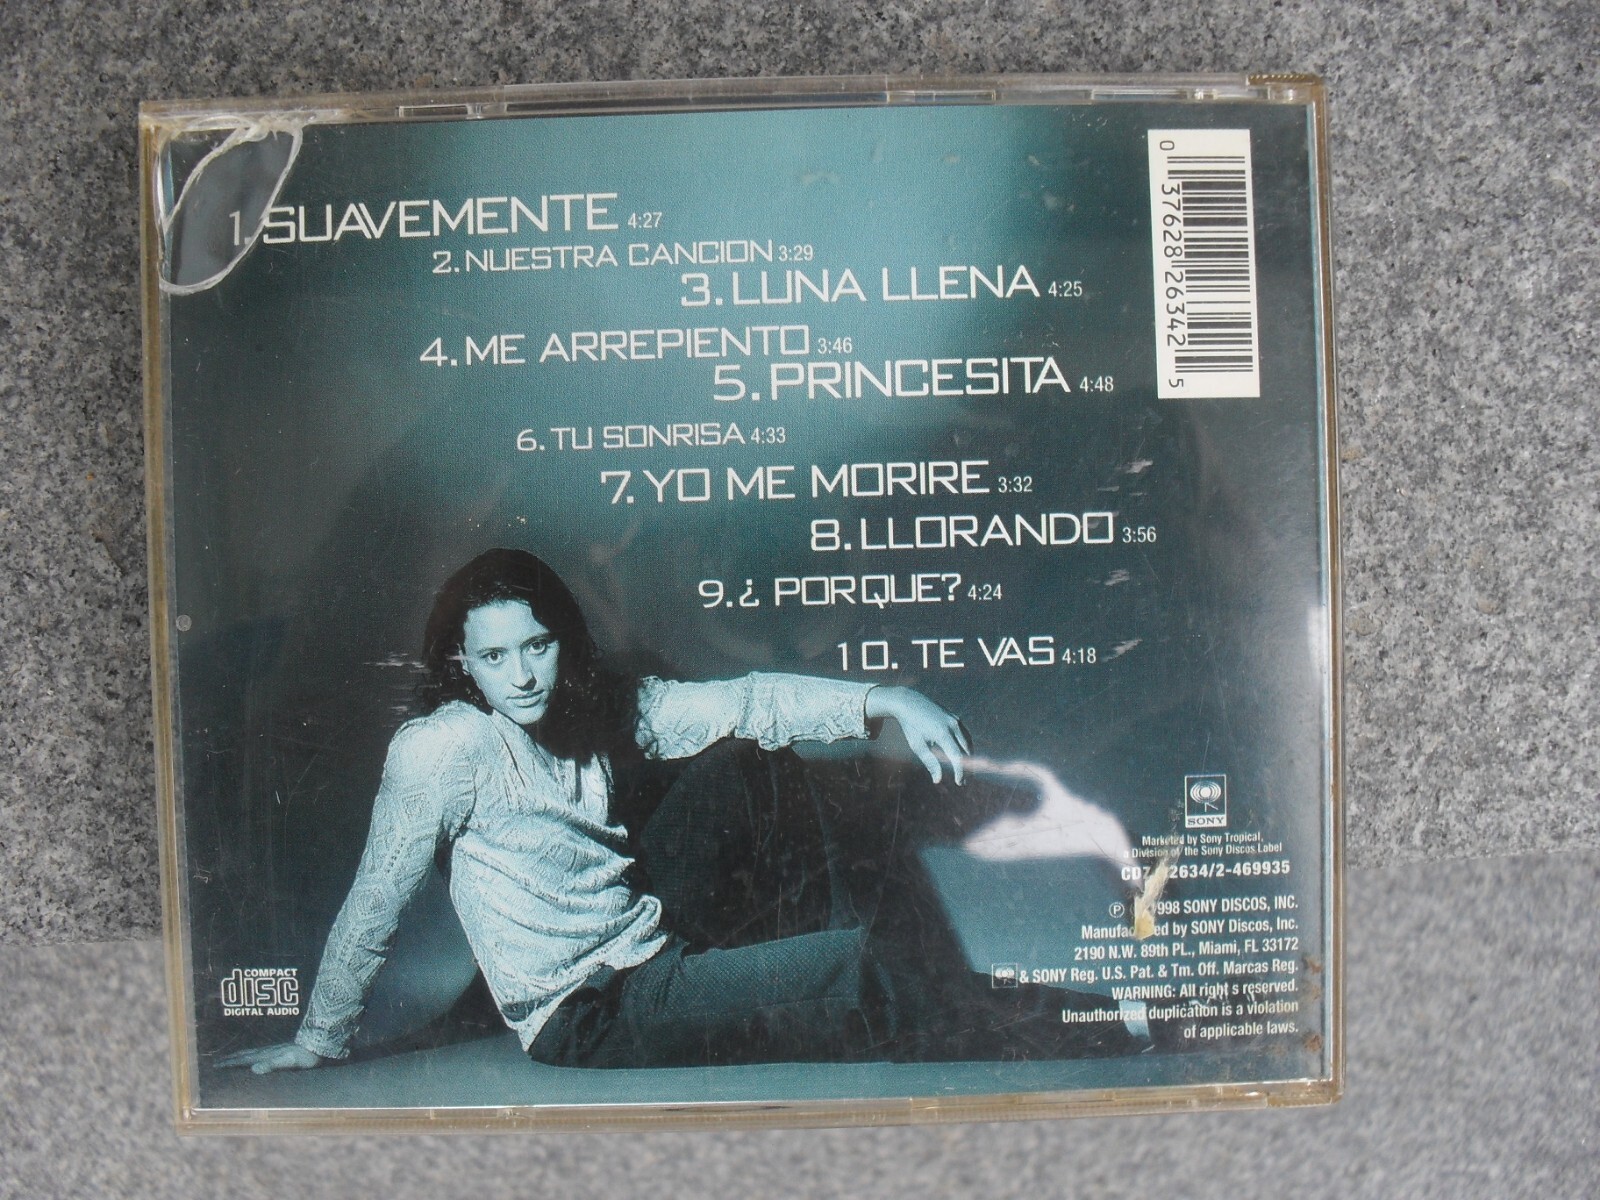 1. SUAVEMENTE 4:27
2. NUESTRA CANCION 3:29
3. LUNA LLENA 4:25
4. ME ARREPIENTO 3:46
5. PRINCESITA 4:48
6. TU SONRISA 4:33
7. YO ME MORIRE 3:32
8. LLORANDO 3:56
9. ¿ PORQUE? 4:24
10. TE VAS 4:18
0 37628 26342 5
SONY
Marketed by Sony Tropical,
a Division of the Sony Discos Label
2634/2-469935
℗ 998 SONY DISCOS, INC.
by SONY Discos, Inc.
2190 N.W. 89th PL., Miami, FL 33172
& SONY Reg. U.S. Pat. & Tm. Off. Marcas Reg.
WARNING: All right s reserved.
Unauthorized duplication is a violation
of applicable laws.
COMPACT
disc
DIGITAL AUDIO